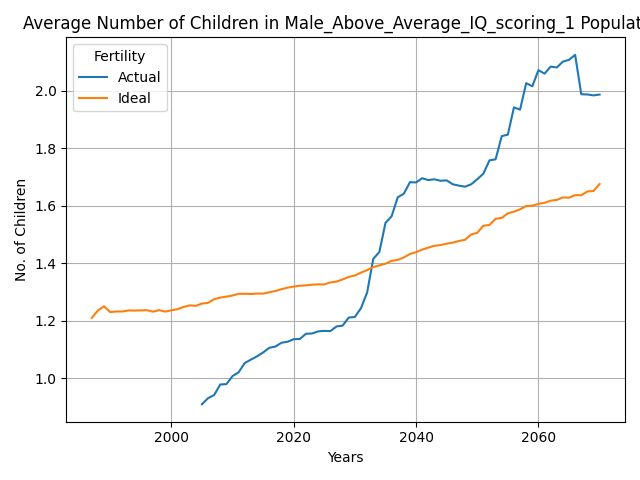 Average Number of Children in Male_Above_Average_IQ_scoring_1 Populat
Fertility
Actual
Ideal
No. of Children
2.0
1.8
1.6
1.4
1.2
1.0
2000 2020 2040 2060
Years